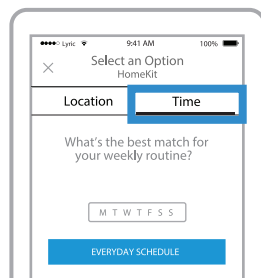 Lyric 9:41 AM 100%
Select an Option
HomeKit
Location Time
What's the best match for
your weekly routine?
M T W T F S S
EVERYDAY SCHEDULE